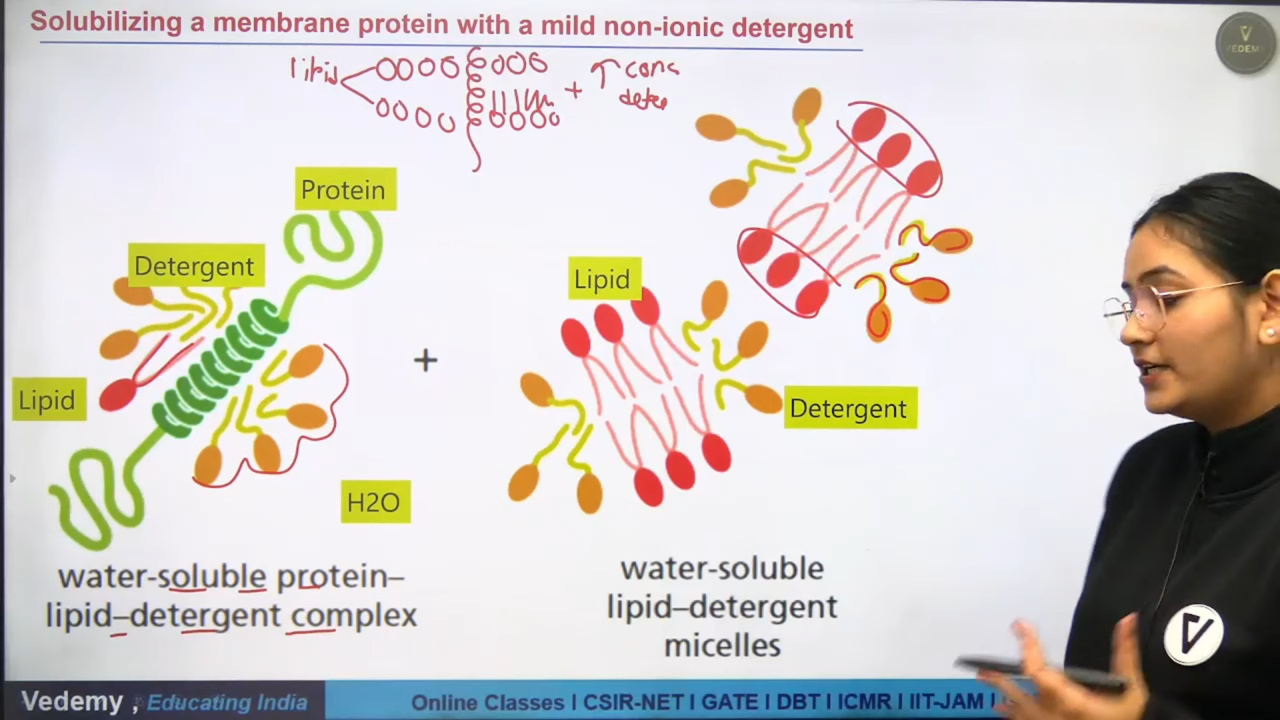 Solubilizing a membrane protein with a mild non-ionic detergent
VEDEMY
+
conc
Protein
Detergent
Lipid
Lipid
+
Detergent
H2O
water-soluble protein–
lipid–detergent complex
water-soluble
lipid–detergent
micelles
Vedemy , Educating India
Online Classes I CSIR-NET I GATE I DBT I ICMR I IIT-JAM I